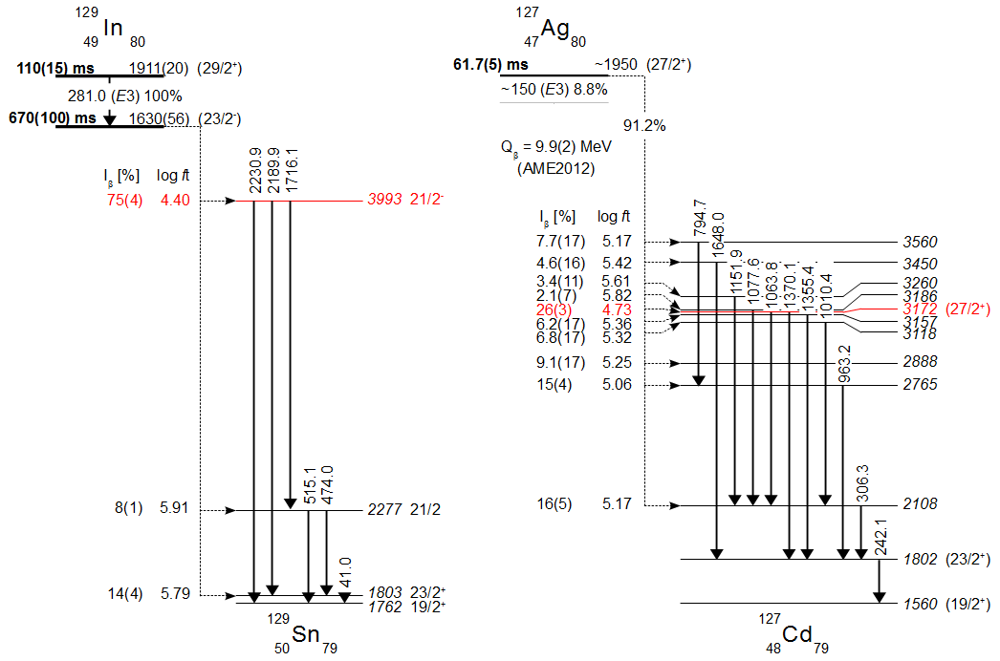 129
In
49 80
110(15) ms 1911(20) (29/2+)
281.0 (E3) 100%
670(100) ms 1630(56) (23/2-)
Iβ [%] log ft
2230.9
2189.9
1716.1
75(4) 4.40 3993 21/2-
515.1
474.0
8(1) 5.91 2277 21/2
41.0
14(4) 5.79 1803 23/2+
1762 19/2+
129
Sn
50 79
127
Ag
47 80
61.7(5) ms ~1950 (27/2+)
~150 (E3) 8.8%
91.2%
Qβ = 9.9(2) MeV
(AME2012)
Iβ [%] log ft
794.7
1648.0
1151.9
1077.6
1063.8
1370.1
1355.4
1010.4
7.7(17) 5.17 3560
4.6(16) 5.42 3450
3.4(11) 5.61 3260
2.1(7) 5.82 3186
26(3) 4.73 3172 (27/2+)
6.2(17) 5.36 3157
6.8(17) 5.32 3118
9.1(17) 5.25 2888
963.2
15(4) 5.06 2765
306.3
16(5) 5.17 2108
242.1
1802 (23/2+)
1560 (19/2+)
127
Cd
48 79